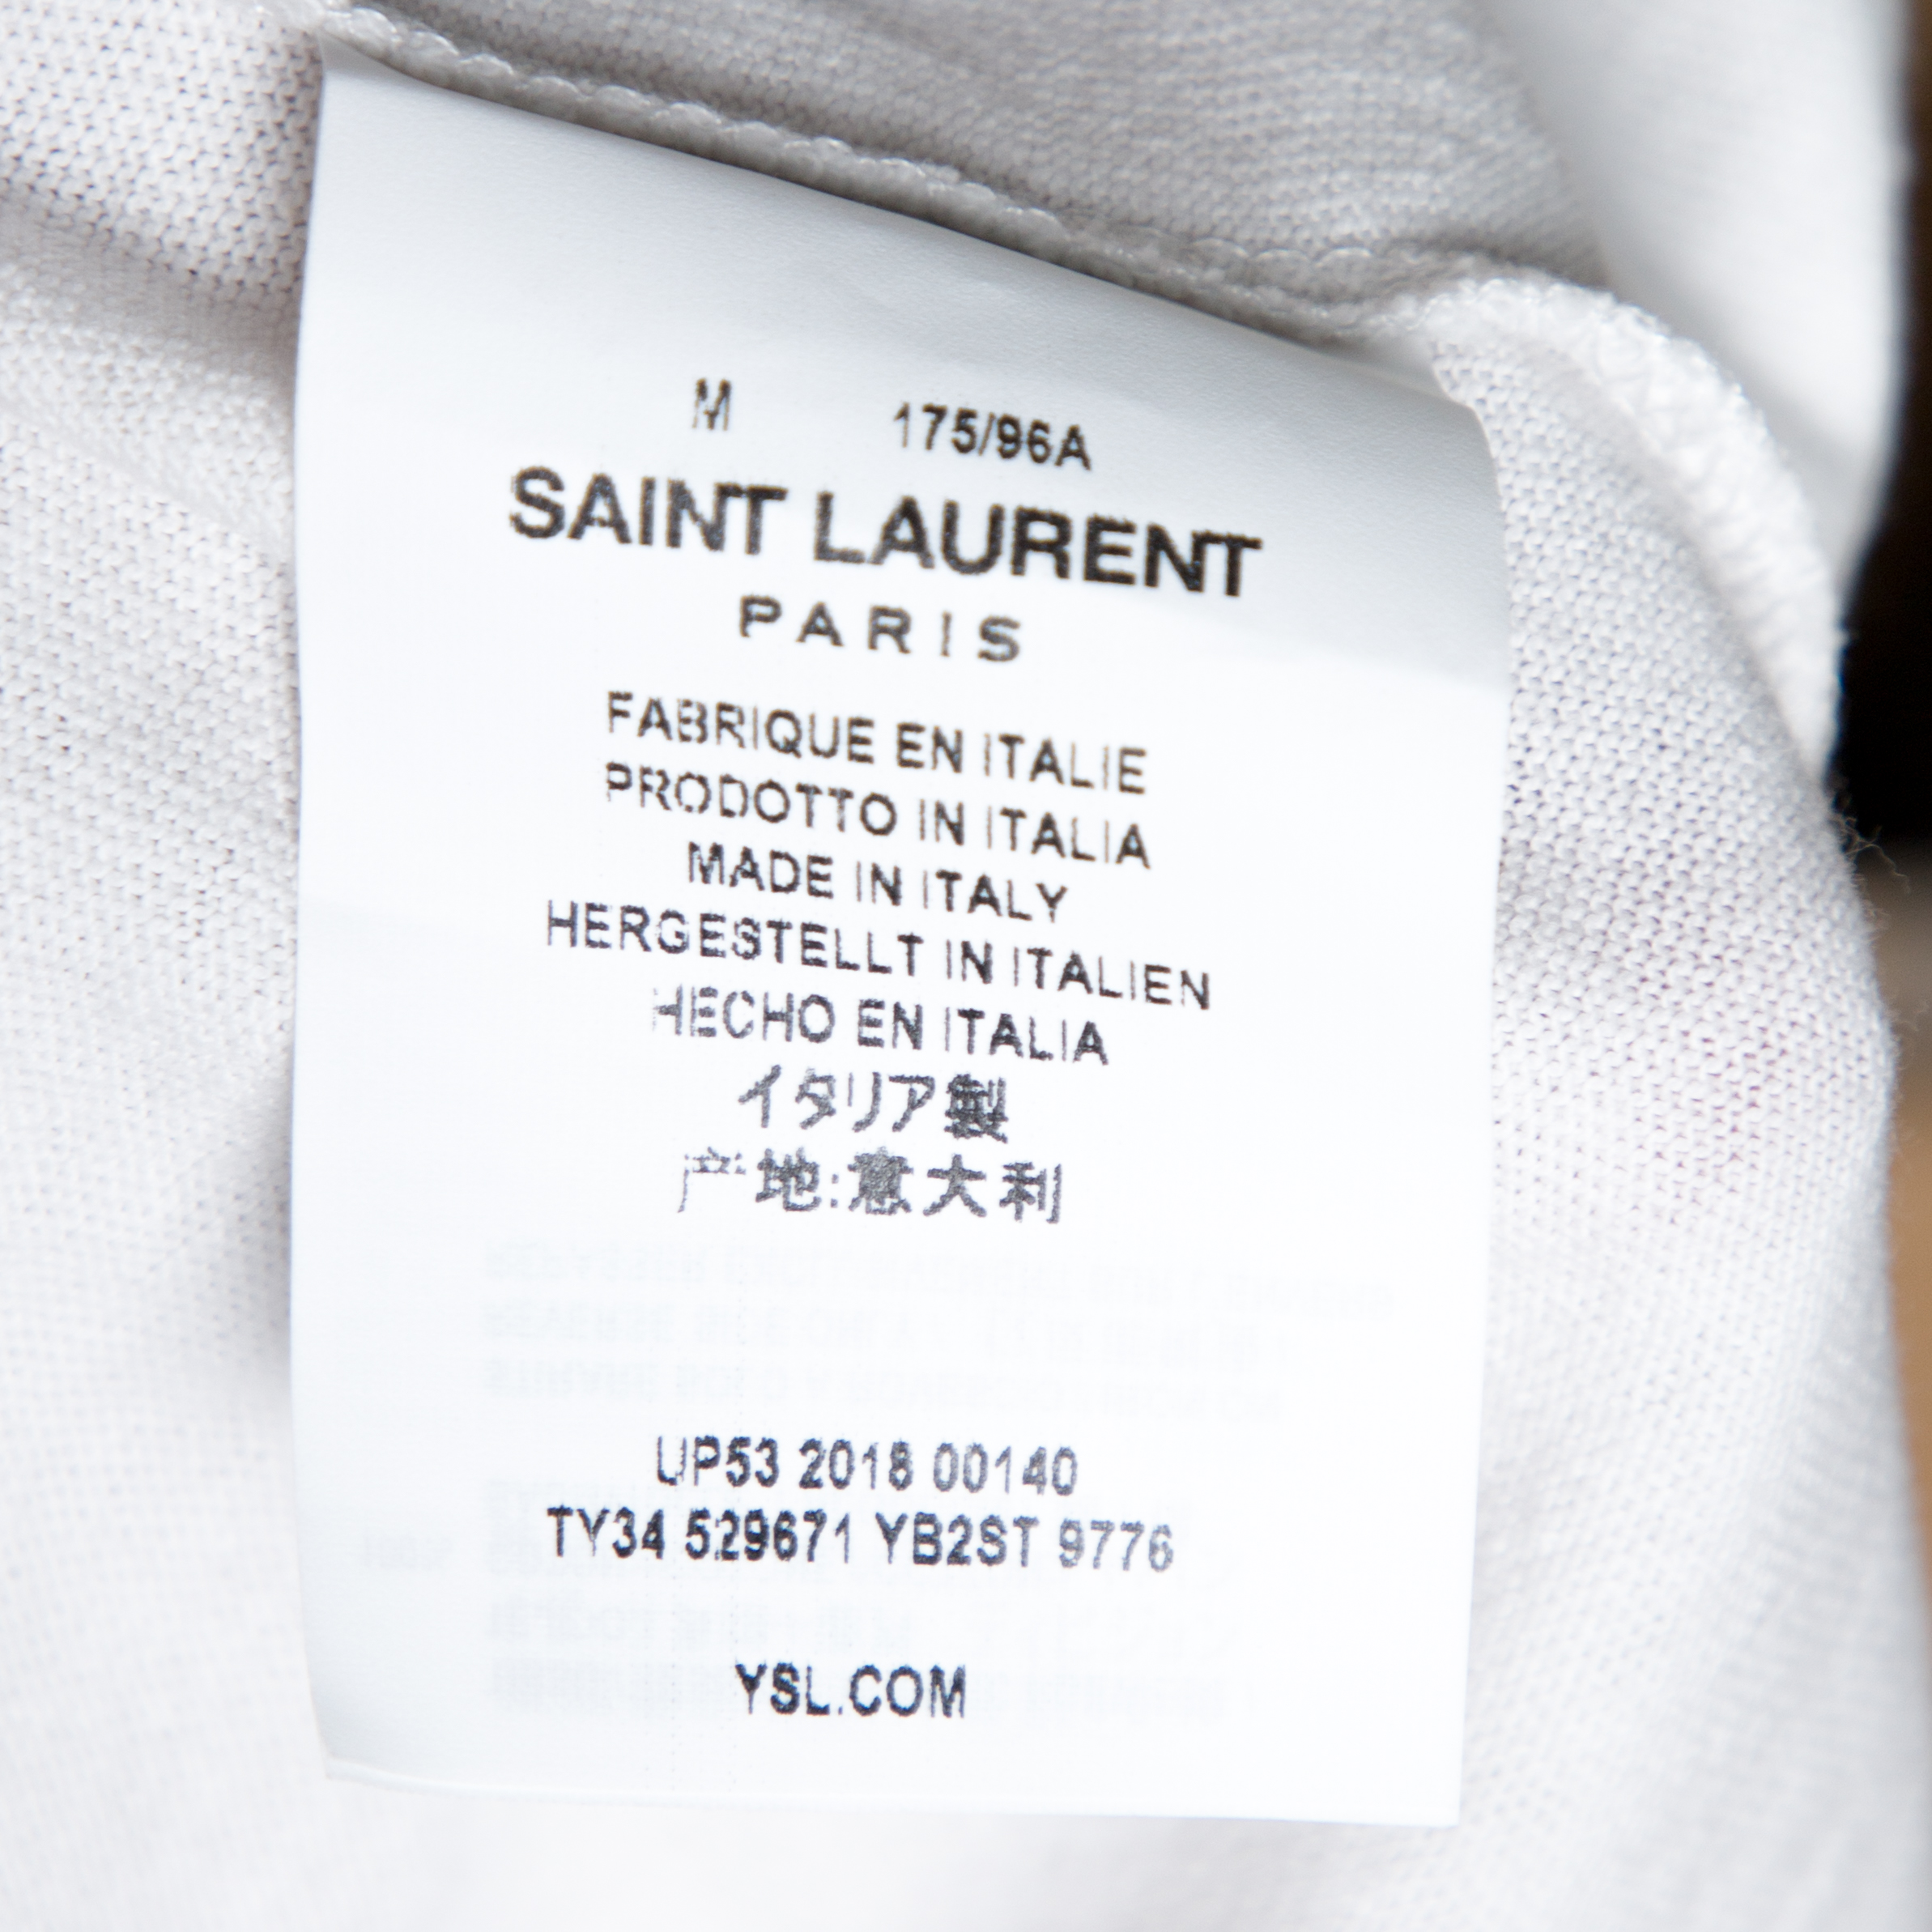 M 175/96A
SAINT LAURENT
PARIS
FABRIQUE EN ITALIE
PRODOTTO IN ITALIA
MADE IN ITALY
HERGESTELLT IN ITALIEN
HECHO EN ITALIA
イタリア製
产地:意大利
UP53 2018 00140
TY34 529671 YB2ST 9776
YSL.COM